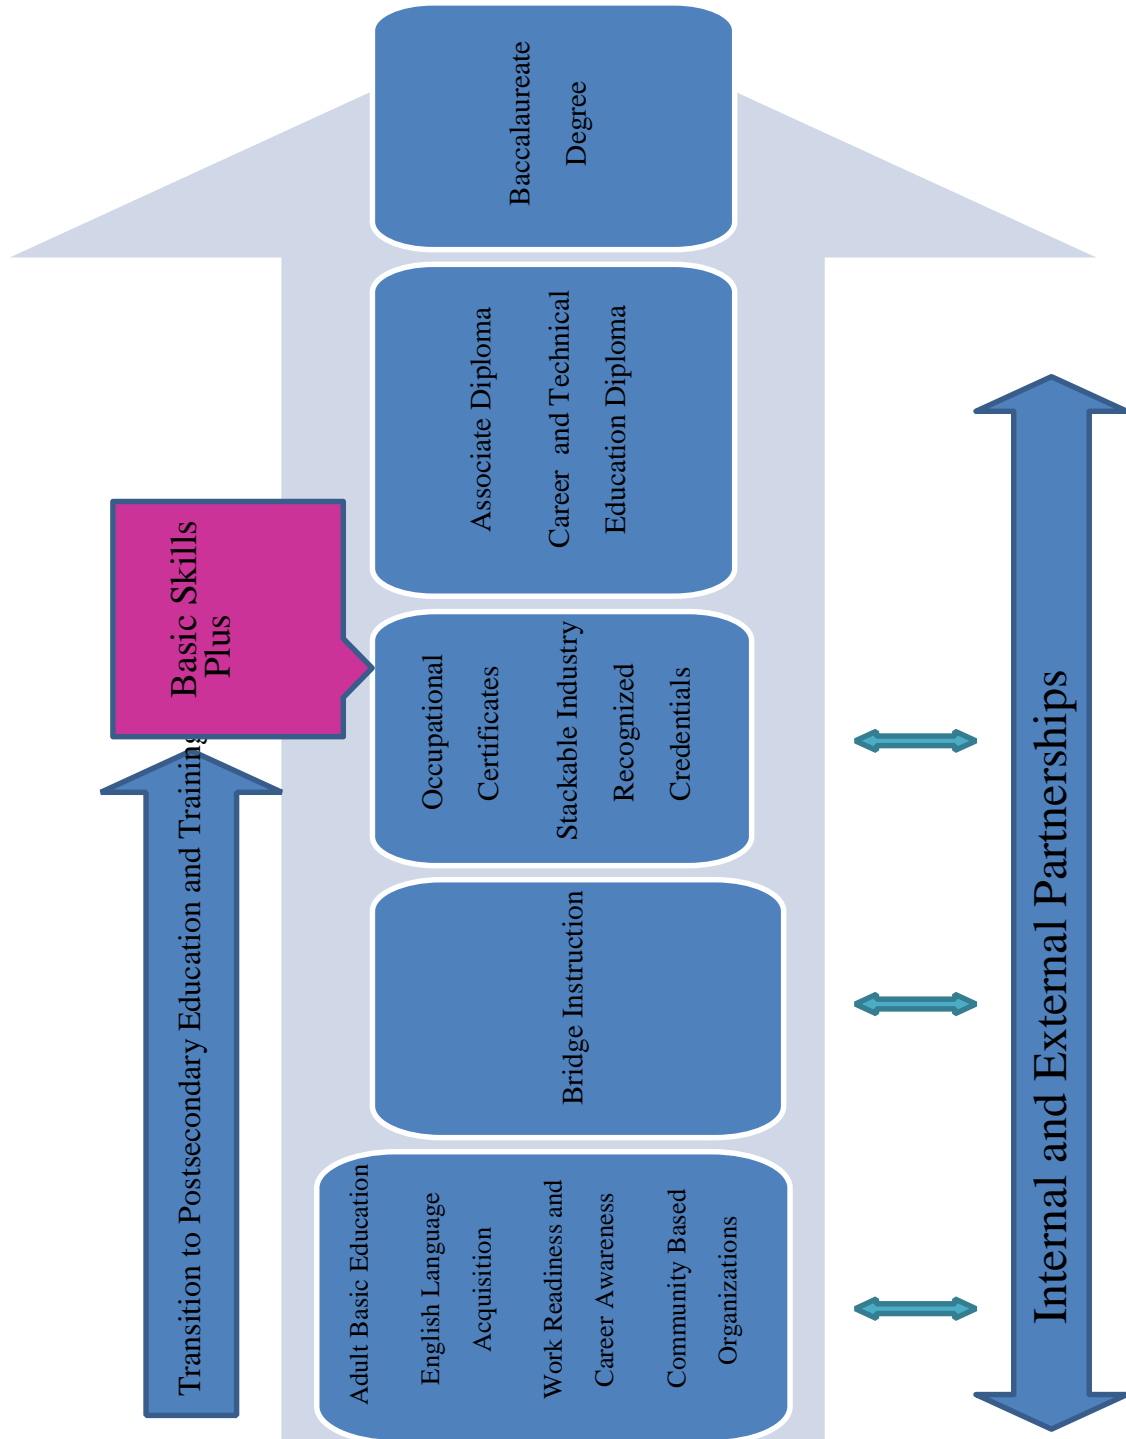 Transition to Postsecondary Education and Training
Basic Skills
Plus
Adult Basic Education
English Language
Acquisition
Work Readiness and
Career Awareness
Community Based
Organizations
Bridge Instruction
Occupational
Certificates
Stackable Industry
Recognized
Credentials
Associate Diploma
Career and Technical
Education Diploma
Baccalaureate
Degree
Internal and External Partnerships